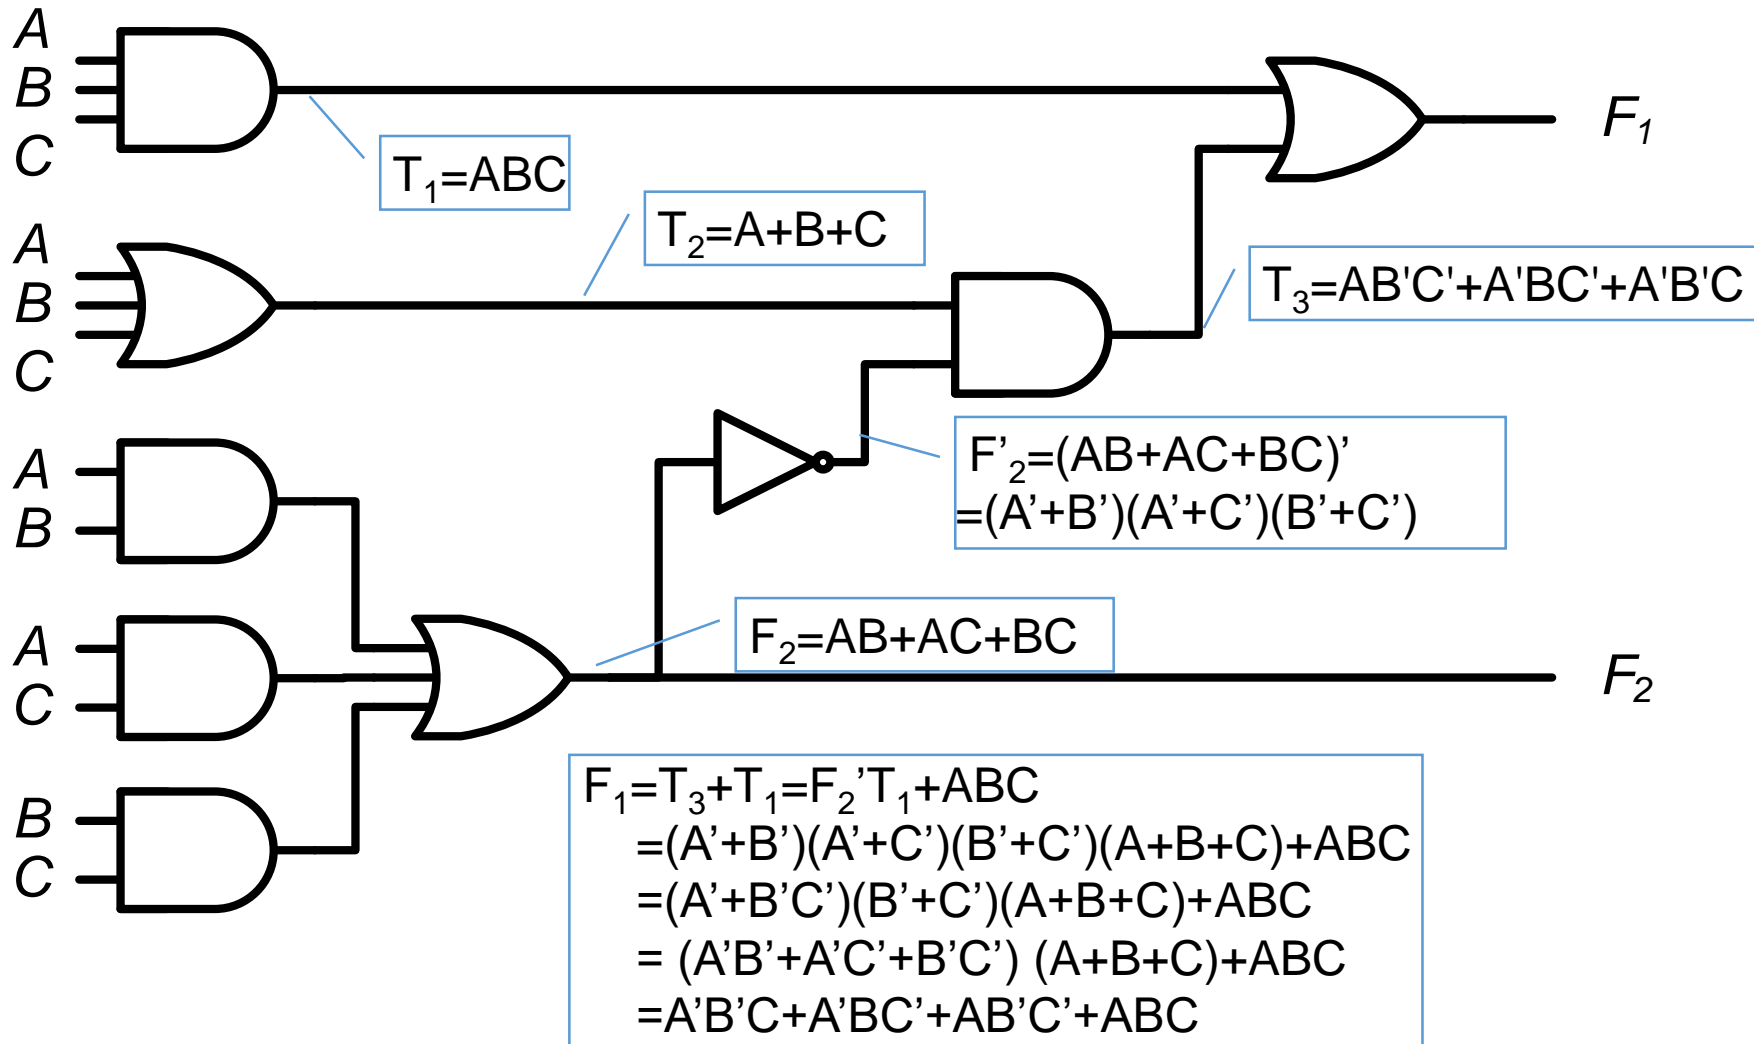 A
B
C
F1
T1=ABC
T2=A+B+C
A
B
C
T3=AB'C'+A'BC'+A'B'C
F’2=(AB+AC+BC)’
=(A’+B’)(A’+C’)(B’+C’)
A
B
F2=AB+AC+BC
A
C
F2
B
C
F1=T3+T1=F2’T1+ABC
=(A’+B’)(A’+C’)(B’+C’)(A+B+C)+ABC
=(A’+B’C’)(B’+C’)(A+B+C)+ABC
= (A’B’+A’C’+B’C’) (A+B+C)+ABC
=A’B’C+A’BC’+AB’C’+ABC